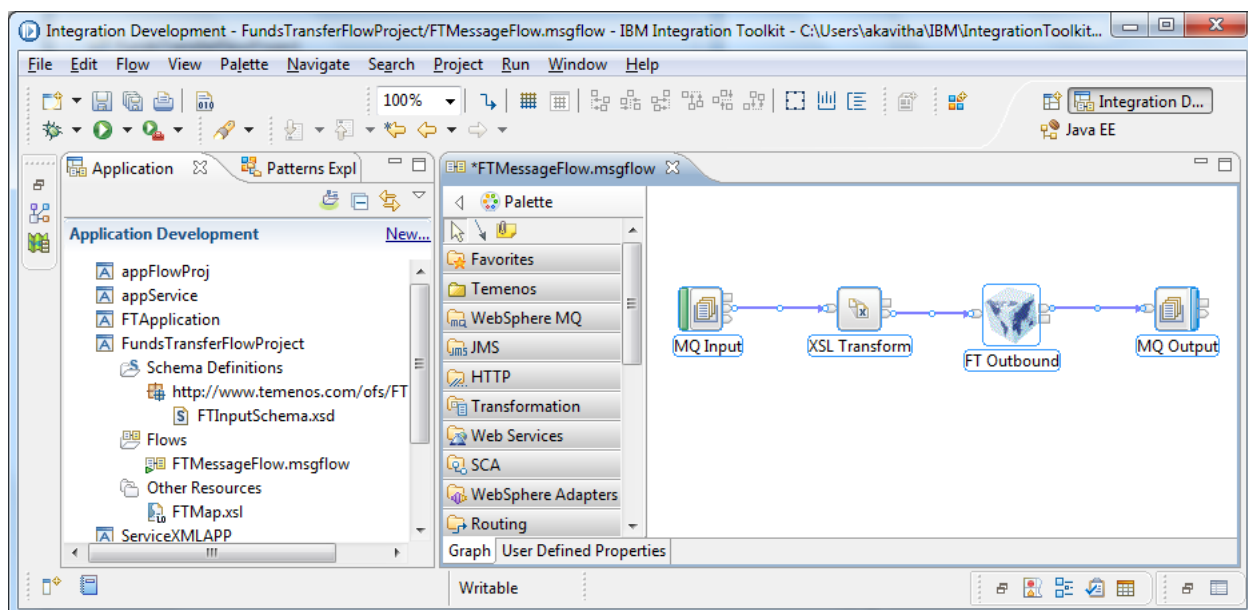 Integration Development - FundsTransferFlowProject/FTMessageFlow.msgflow - IBM Integration Toolkit - C:\Users\akavitha\IBM\IntegrationToolkit...
File Edit Flow View Palette Navigate Search Project Run Window Help
100%
Integration D...
Java EE
Application
Patterns Expl
*FTMessageFlow.msgflow
Application Development New...
appFlowProj
appService
FTApplication
FundsTransferFlowProject
Schema Definitions
http://www.temenos.com/ofs/FT
FTInputSchema.xsd
Flows
FTMessageFlow.msgflow
Other Resources
FTMap.xsl
ServiceXMLAPP
Palette
Favorites
Temenos
WebSphere MQ
JMS
HTTP
Transformation
Web Services
SCA
WebSphere Adapters
Routing
MQ Input
XSL Transform
FT Outbound
MQ Output
Graph User Defined Properties
Writable